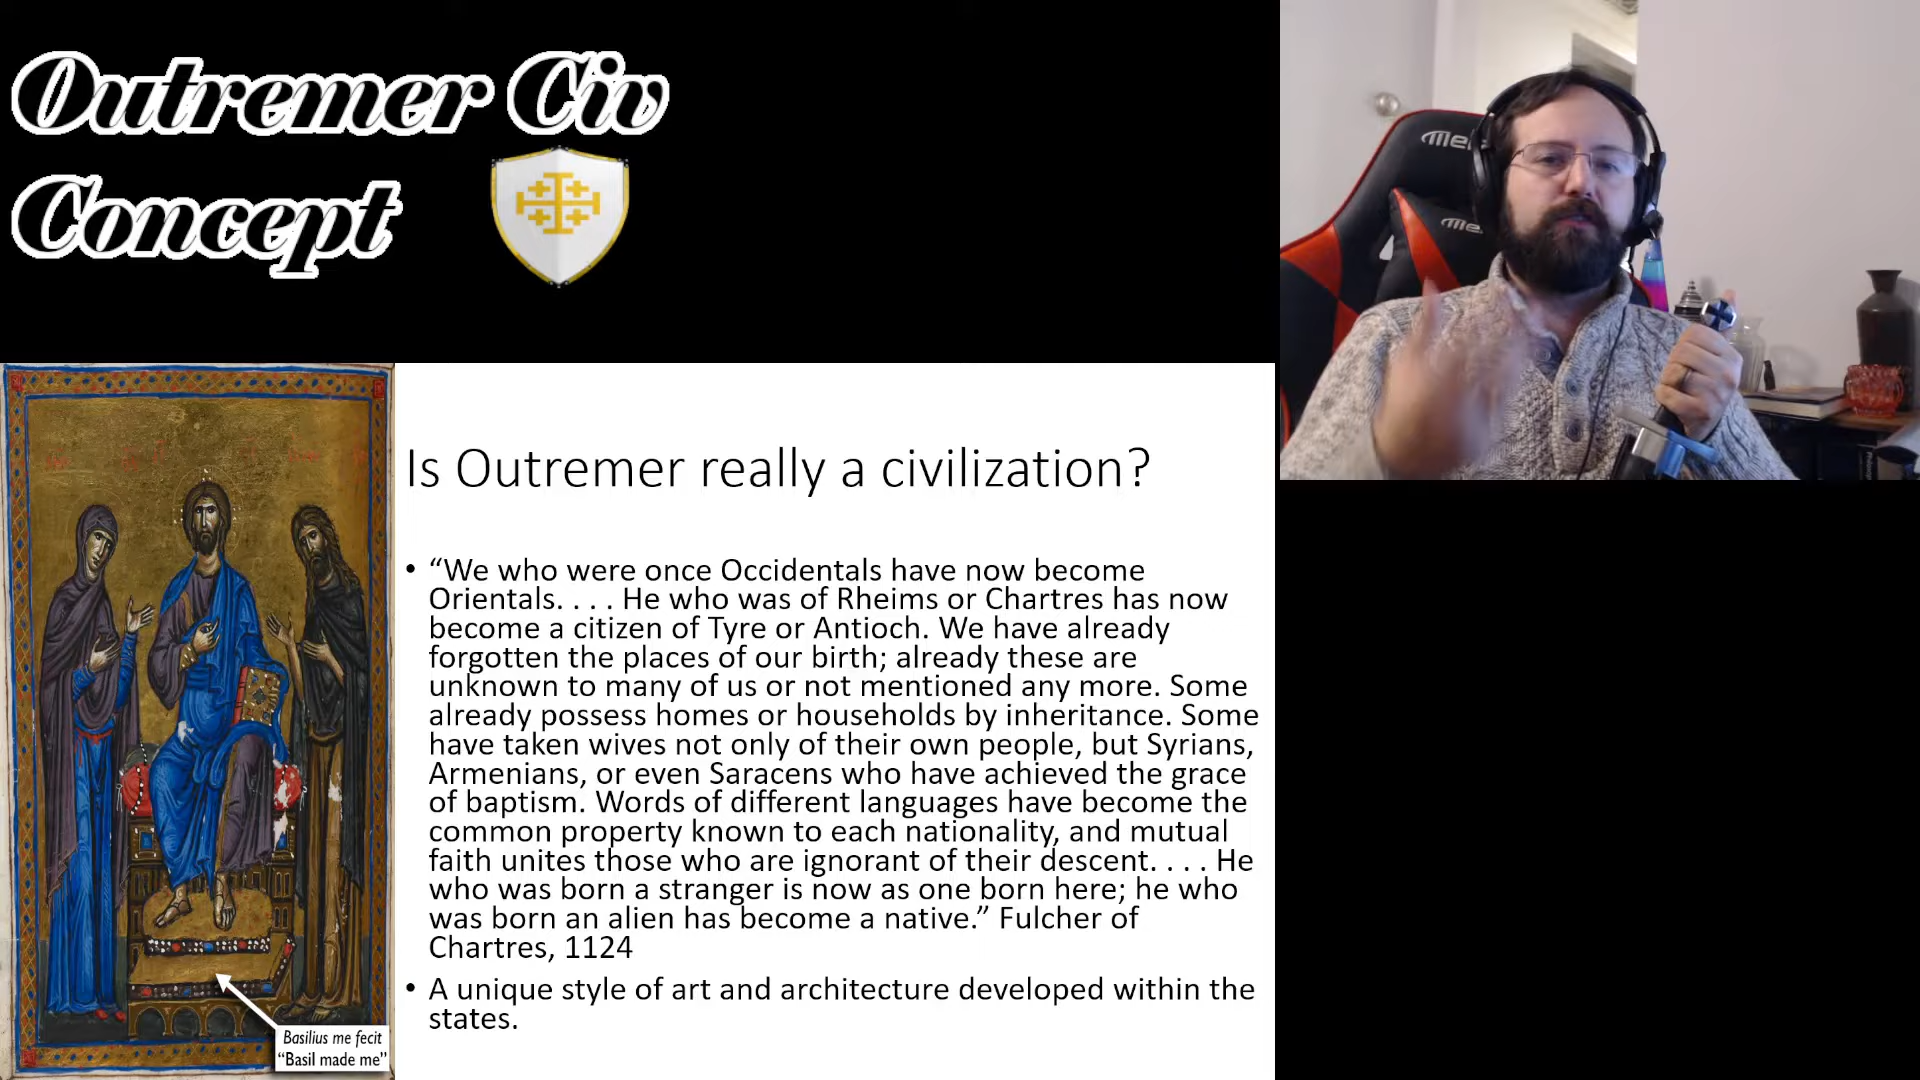 Outremer Civ
Concept
Is Outremer really a civilization?
• “We who were once Occidentals have now become
Orientals. . . . He who was of Rheims or Chartres has now
become a citizen of Tyre or Antioch. We have already
forgotten the places of our birth; already these are
unknown to many of us or not mentioned any more. Some
already possess homes or households by inheritance. Some
have taken wives not only of their own people, but Syrians,
Armenians, or even Saracens who have achieved the grace
of baptism. Words of different languages have become the
common property known to each nationality, and mutual
faith unites those who are ignorant of their descent. . . . He
who was born a stranger is now as one born here; he who
was born an alien has become a native.” Fulcher of
Chartres, 1124
• A unique style of art and architecture developed within the
states.
Basilius me fecit
“Basil made me”